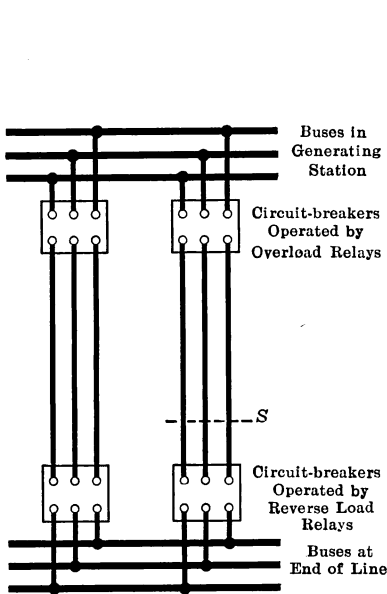 Buses in
Generating
Station
Circuit-breakers
Operated by
Overload Relays
S
Circuit-breakers
Operated by
Reverse Load
Relays
Buses at
End of Line